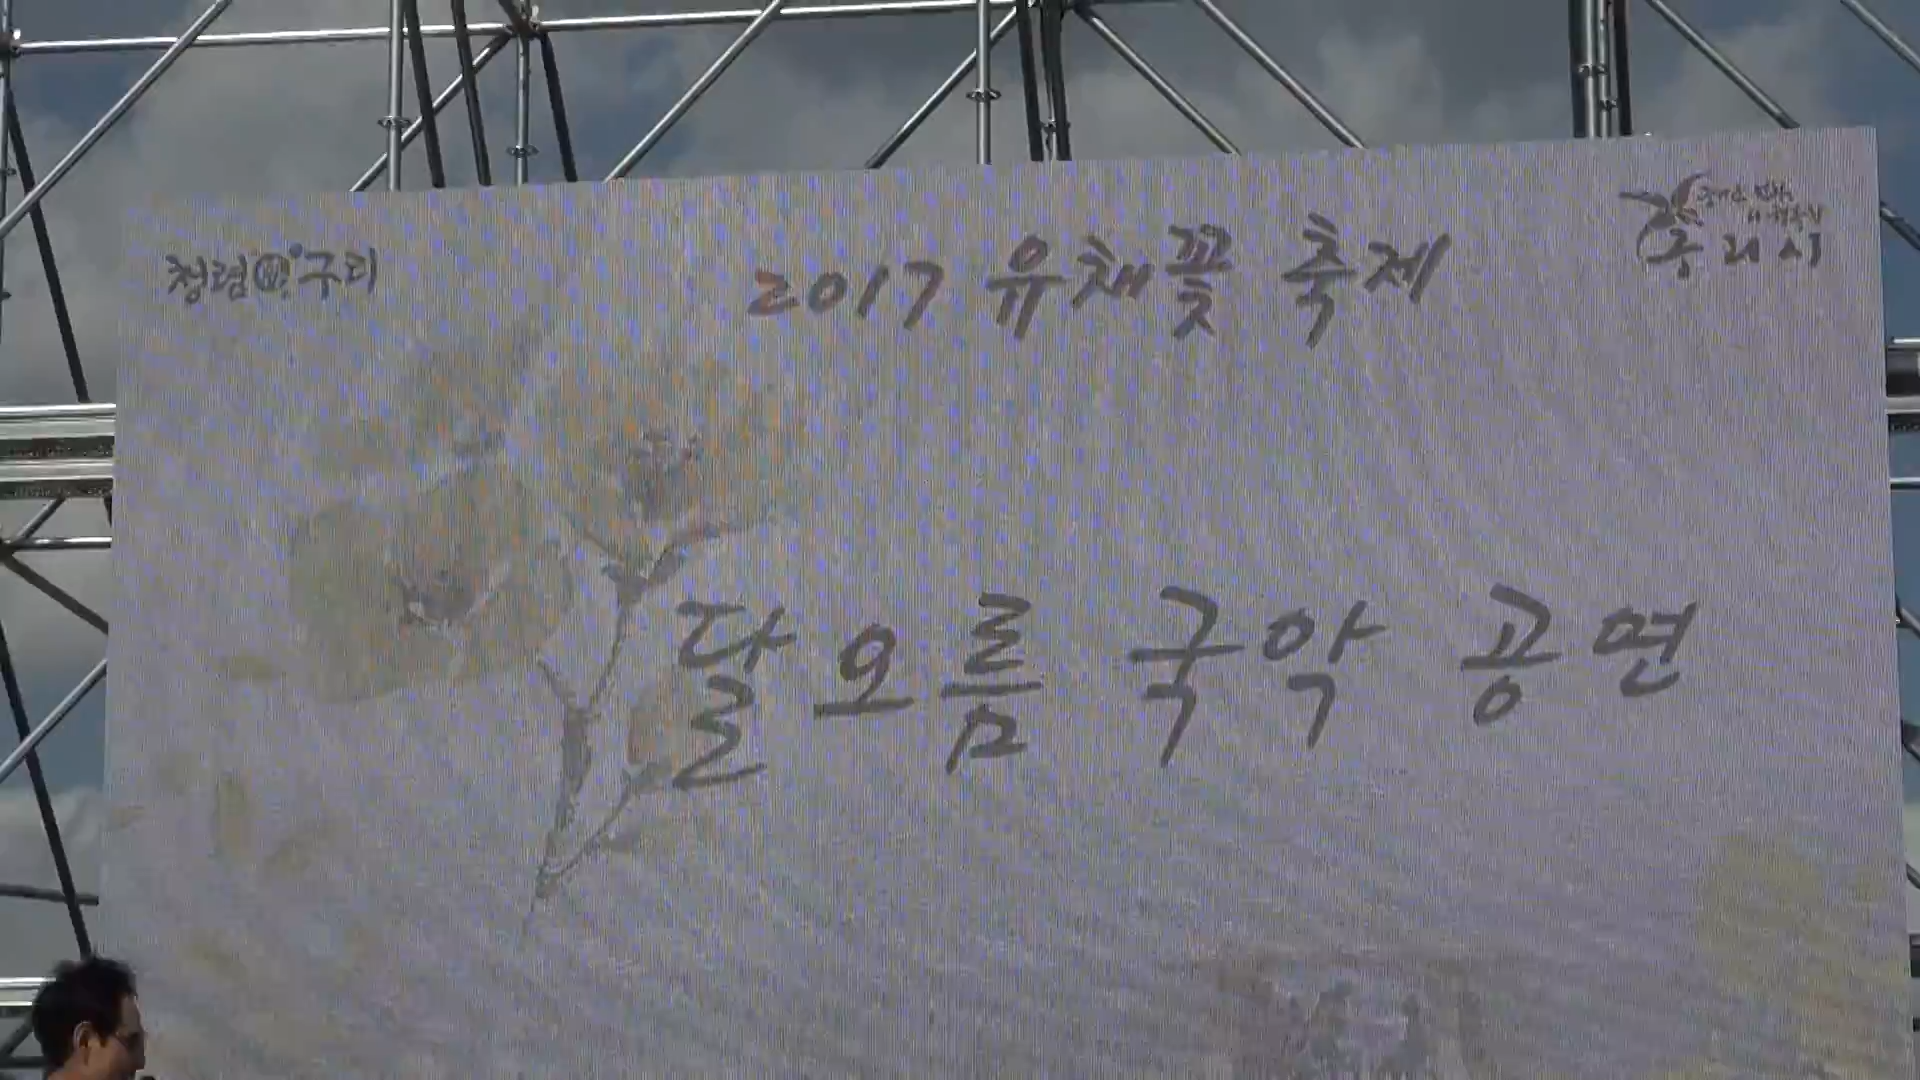 청렴 구리
2017 유채꽃 축제
구리시
달오름 국악 공연